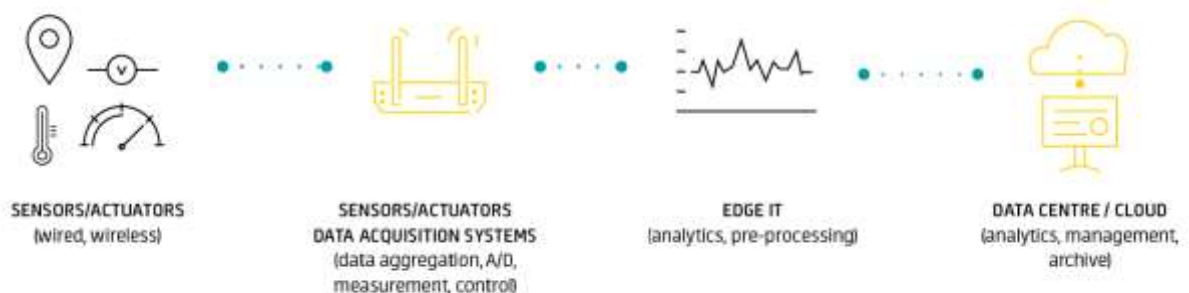 V
SENSORS/ACTUATORS
(wired, wireless)
SENSORS/ACTUATORS
DATA ACQUISITION SYSTEMS
(data aggregation, A/D,
measurement, control)
EDGE IT
(analytics, pre-processing)
DATA CENTRE / CLOUD
(analytics, management,
archive)